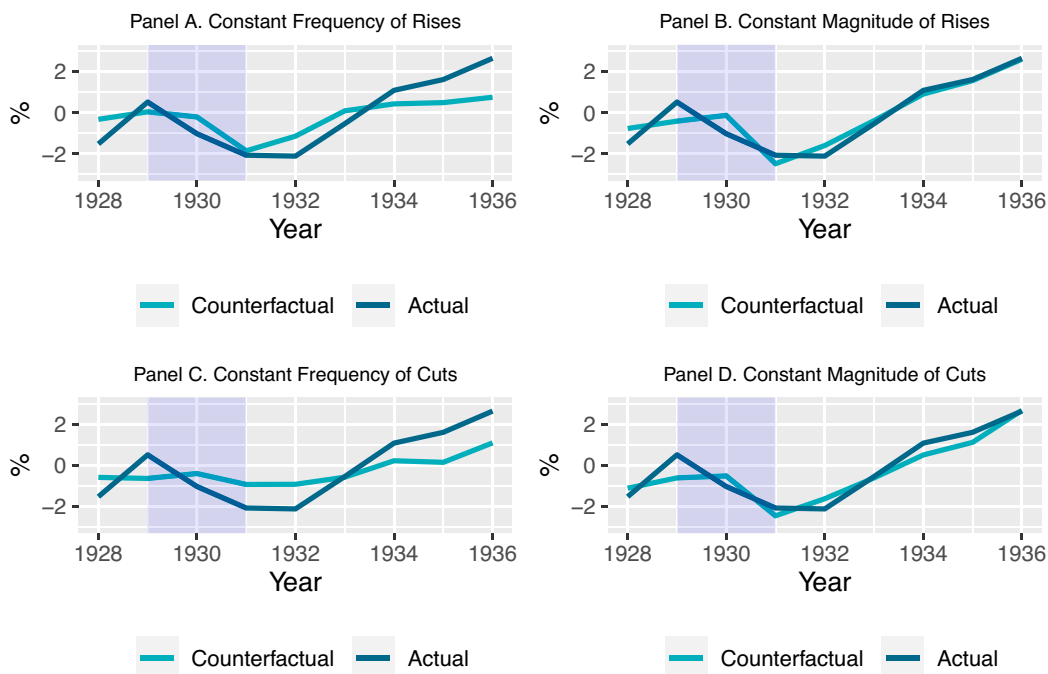 Panel A. Constant Frequency of Rises
%
2
0
−2
1928 1930 1932 1934 1936
Year
Counterfactual Actual
Panel B. Constant Magnitude of Rises
%
2
0
−2
1928 1930 1932 1934 1936
Year
Counterfactual Actual
Panel C. Constant Frequency of Cuts
%
2
0
−2
1928 1930 1932 1934 1936
Year
Counterfactual Actual
Panel D. Constant Magnitude of Cuts
%
2
0
−2
1928 1930 1932 1934 1936
Year
Counterfactual Actual